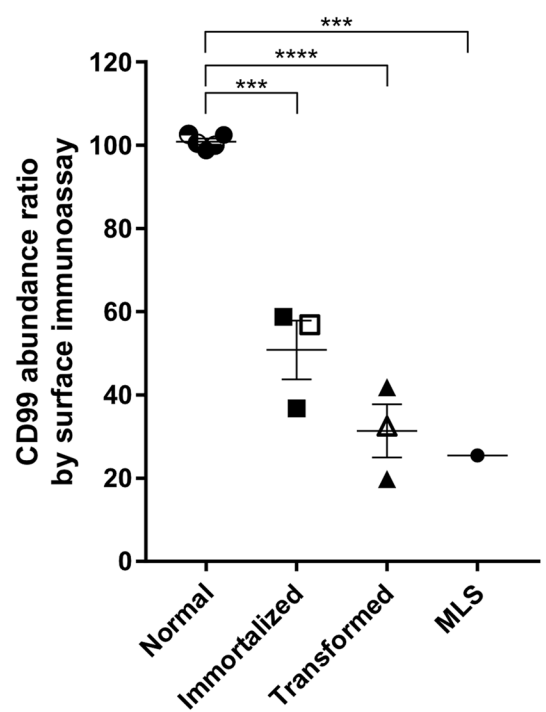 ***
****
***
120
100
80
60
40
20
0
CD99 abundance ratio
by surface immunoassay
Normal
Immortalized
Transformed
MLS